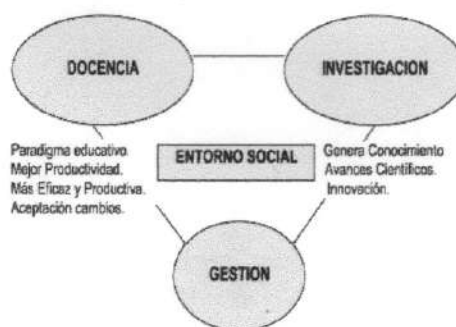 DOCENCIA
INVESTIGACION
Paradigma educativo.
Mejor Productividad.
Más Eficaz y Productiva.
Aceptación cambios.
ENTORNO SOCIAL
Genera Conocimiento
Avances Científicos.
Innovación.
GESTION